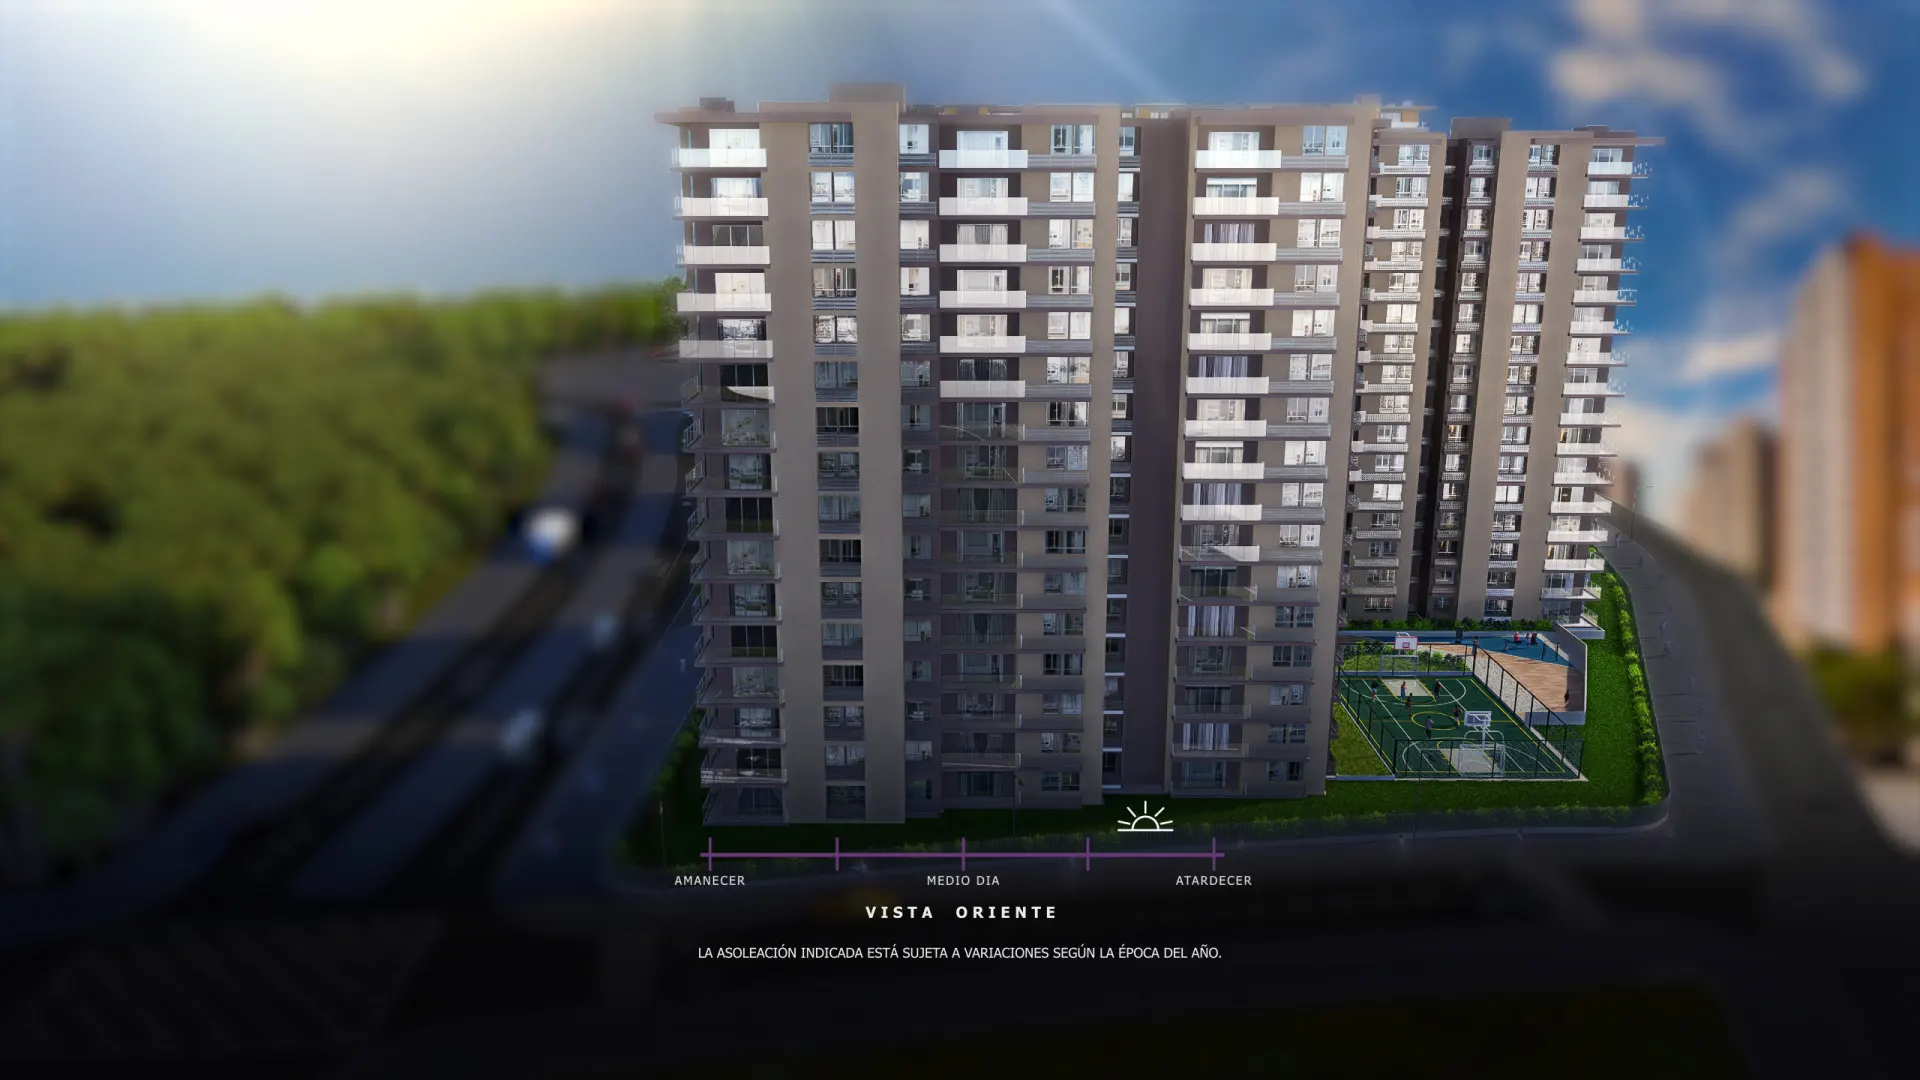 AMANECER MEDIO DIA ATARDECER
VISTA ORIENTE
LA ASOLEACIÓN INDICADA ESTÁ SUJETA A VARIACIONES SEGÚN LA ÉPOCA DEL AÑO.